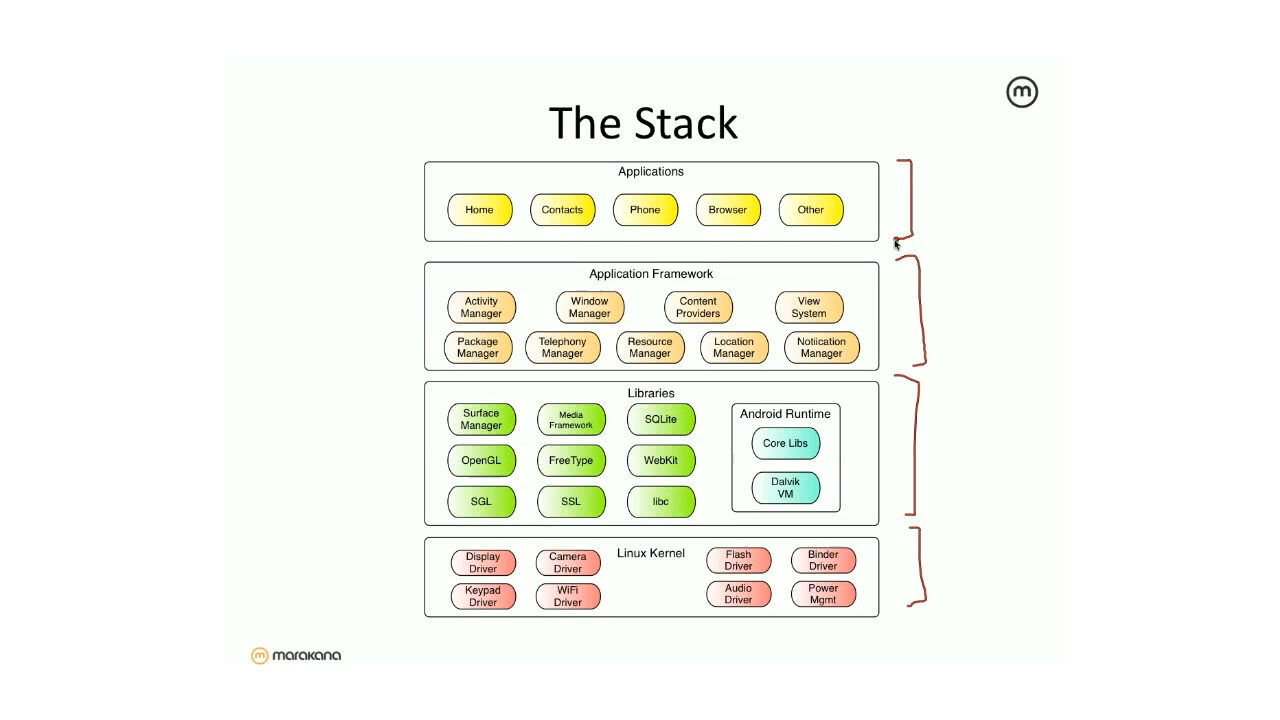 m
The Stack
Applications
Home Contacts Phone Browser Other
Application Framework
Activity
Manager
Window
Manager
Content
Providers
View
System
Package
Manager
Telephony
Manager
Resource
Manager
Location
Manager
Notiication
Manager
Libraries
Surface
Manager
Media
Framework
SQLite
OpenGL
FreeType
WebKit
SGL
SSL
libc
Android Runtime
Core Libs
Dalvik
VM
Linux Kernel
Display
Driver
Camera
Driver
Flash
Driver
Binder
Driver
Keypad
Driver
WiFi
Driver
Audio
Driver
Power
Mgmt
m marakana